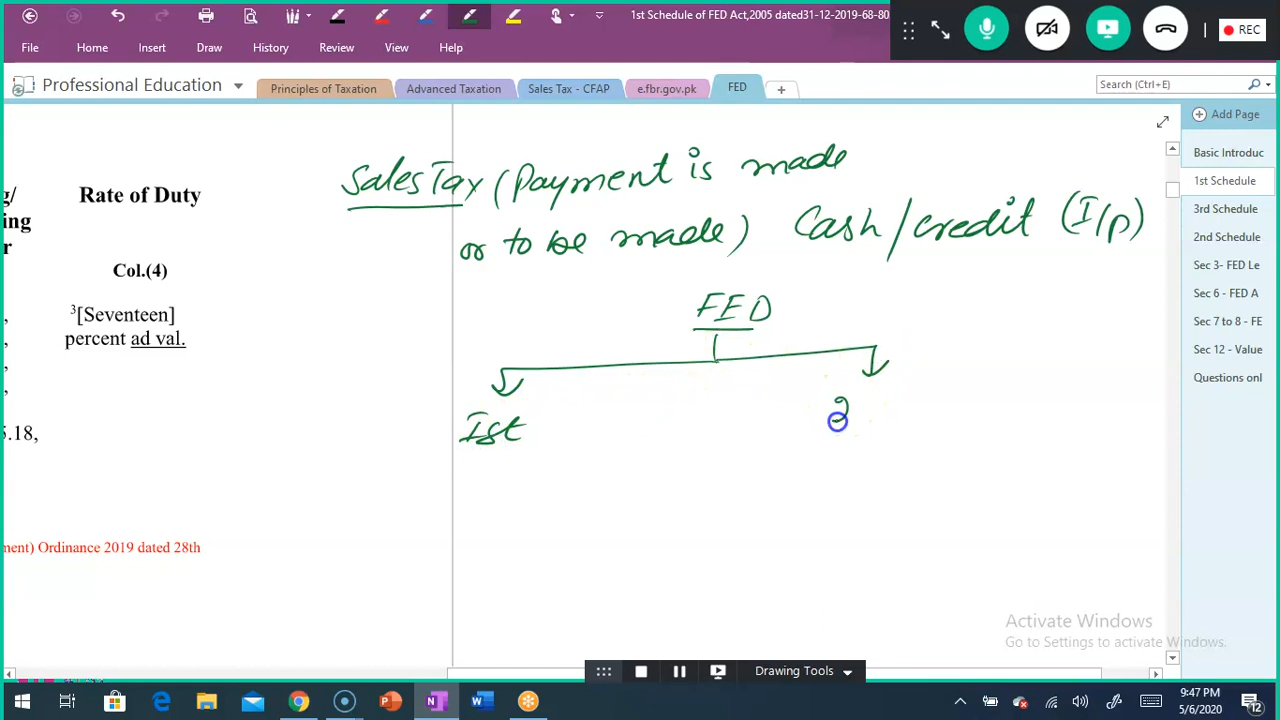 1st Schedule of FED Act,2005 dated31-12-2019-68-80
REC
File Home Insert Draw History Review View Help
Professional Education
Principles of Taxation
Advanced Taxation
Sales Tax - CFAP
e.fbr.gov.pk
FED
Search (Ctrl+E)
Add Page
Basic Introduc
1st Schedule
3rd Schedule
2nd Schedule
Sec 3- FED Le
Sec 6 - FED A
Sec 7 to 8 - FE
Sec 12 - Value
Questions onl
g/ Rate of Duty
ing
r
Col.(4)
3[Seventeen]
percent ad val.
5.18,
ment) Ordinance 2019 dated 28th
Sales Tax (Payment is made
or to be made) Cash/credit (I/p)
FED
Ist 2
Activate Windows
Go to Settings to activate Windows.
Drawing Tools
9:47 PM
5/6/2020
12